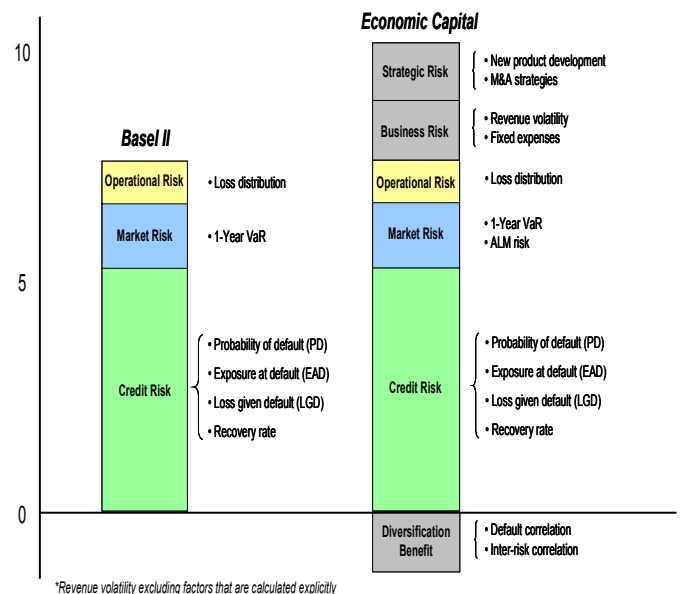 Economic Capital
10
Strategic Risk
• New product development
• M&A strategies
Business Risk
• Revenue volatility
• Fixed expenses
Basel II
Operational Risk
• Loss distribution
Operational Risk
• Loss distribution
Market Risk
• 1-Year VaR
Market Risk
• 1-Year VaR
• ALM risk
5
Credit Risk
• Probability of default (PD)
• Exposure at default (EAD)
• Loss given default (LGD)
• Recovery rate
Credit Risk
• Probability of default (PD)
• Exposure at default (EAD)
• Loss given default (LGD)
• Recovery rate
0
Diversification
Benefit
• Default correlation
• Inter-risk correlation
*Revenue volatility excluding factors that are calculated explicitly